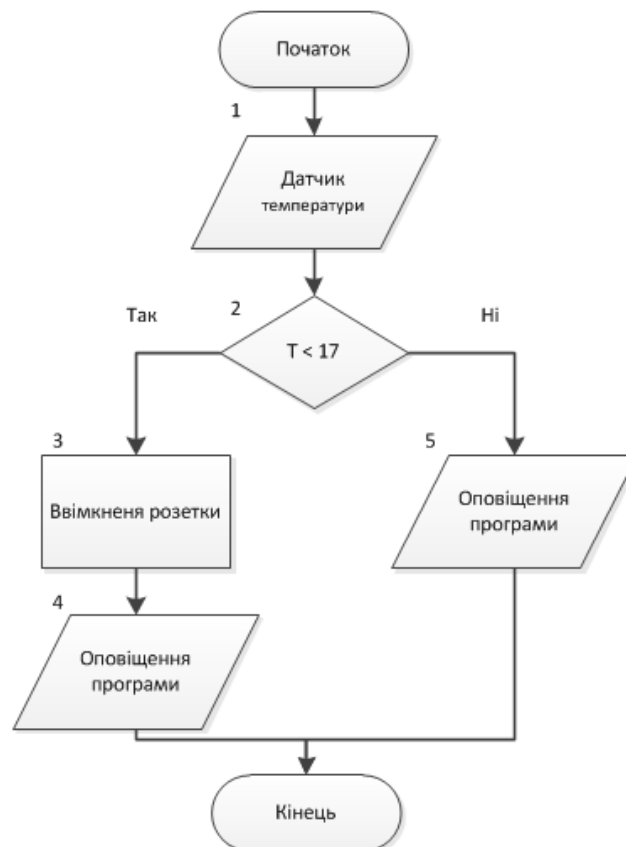 Початок
1
Датчик
температури
Так
2
Ні
T < 17
3
5
Ввімкненя розетки
Оповіщення
програми
4
Оповіщення
програми
Кінець